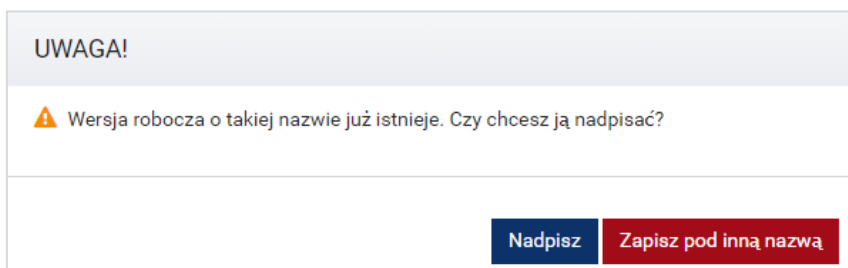 UWAGA!
Wersja robocza o takiej nazwie już istnieje. Czy chcesz ją nadpisać?
Nadpisz Zapisz pod inną nazwą